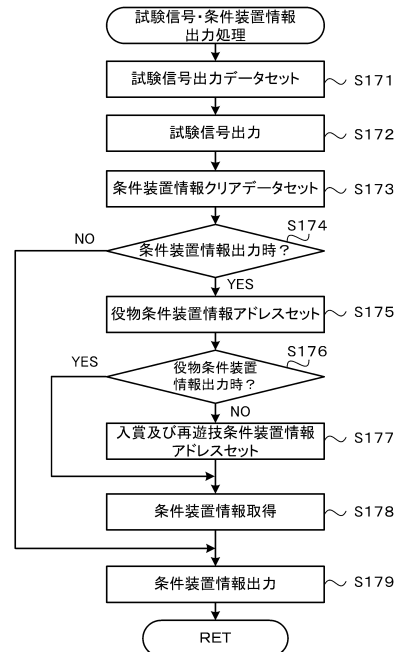 試験信号・条件装置情報
出力処理
試験信号出力データセット
S171
試験信号出力
S172
条件装置情報クリアデータセット
S173
S174
NO
条件装置情報出力時？
YES
役物条件装置情報アドレスセット
S175
S176
YES
役物条件装置
情報出力時？
NO
入賞及び再遊技条件装置情報
アドレスセット
S177
条件装置情報取得
S178
条件装置情報出力
S179
RET